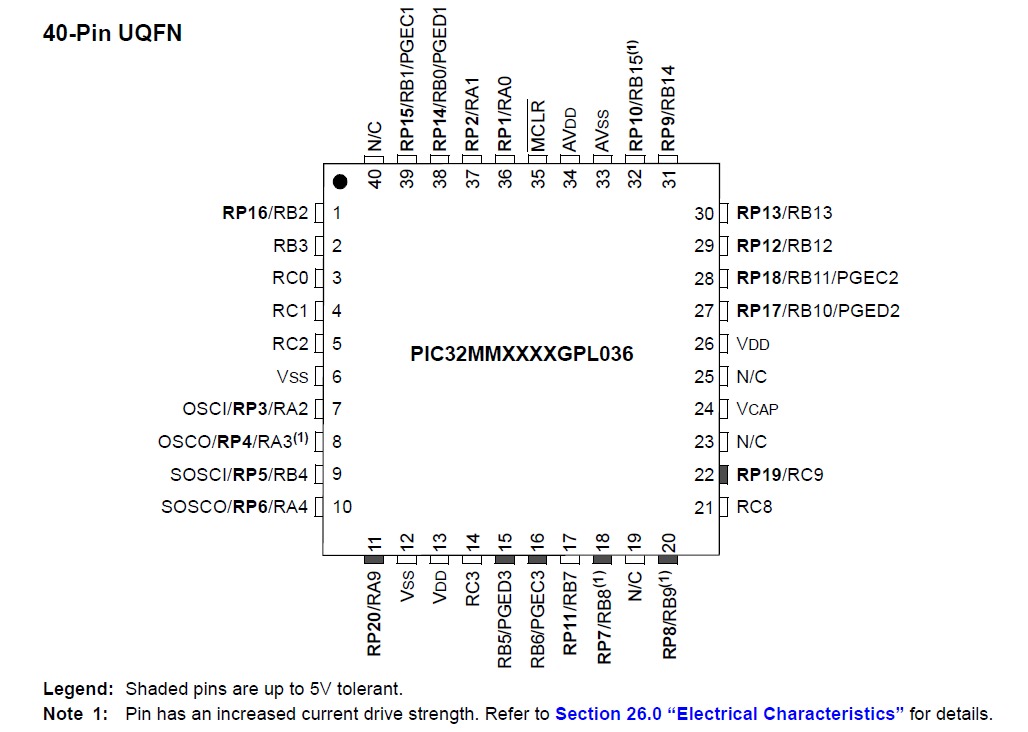 40-Pin UQFN
N/C
RP15/RB1/PGEC1
RP14/RB0/PGED1
RP2/RA1
RP1/RA0
MCLR
AVDD
AVSS
RP10/RB15(1)
RP9/RB14
40 39 38 37 36 35 34 33 32 31
RP16/RB2 1
RB3 2
RC0 3
RC1 4
RC2 5
VSS 6
OSCI/RP3/RA2 7
OSCO/RP4/RA3(1) 8
SOSCI/RP5/RB4 9
SOSCO/RP6/RA4 10
PIC32MMXXXXGPL036
30 RP13/RB13
29 RP12/RB12
28 RP18/RB11/PGEC2
27 RP17/RB10/PGED2
26 VDD
25 N/C
24 VCAP
23 N/C
22 RP19/RC9
21 RC8
11 12 13 14 15 16 17 18 19 20
RP20/RA9
VSS
VDD
RC3
RB5/PGED3
RB6/PGEC3
RP11/RB7
RP7/RB8(1)
N/C
RP8/RB9(1)
Legend: Shaded pins are up to 5V tolerant.
Note 1: Pin has an increased current drive strength. Refer to Section 26.0 “Electrical Characteristics” for details.